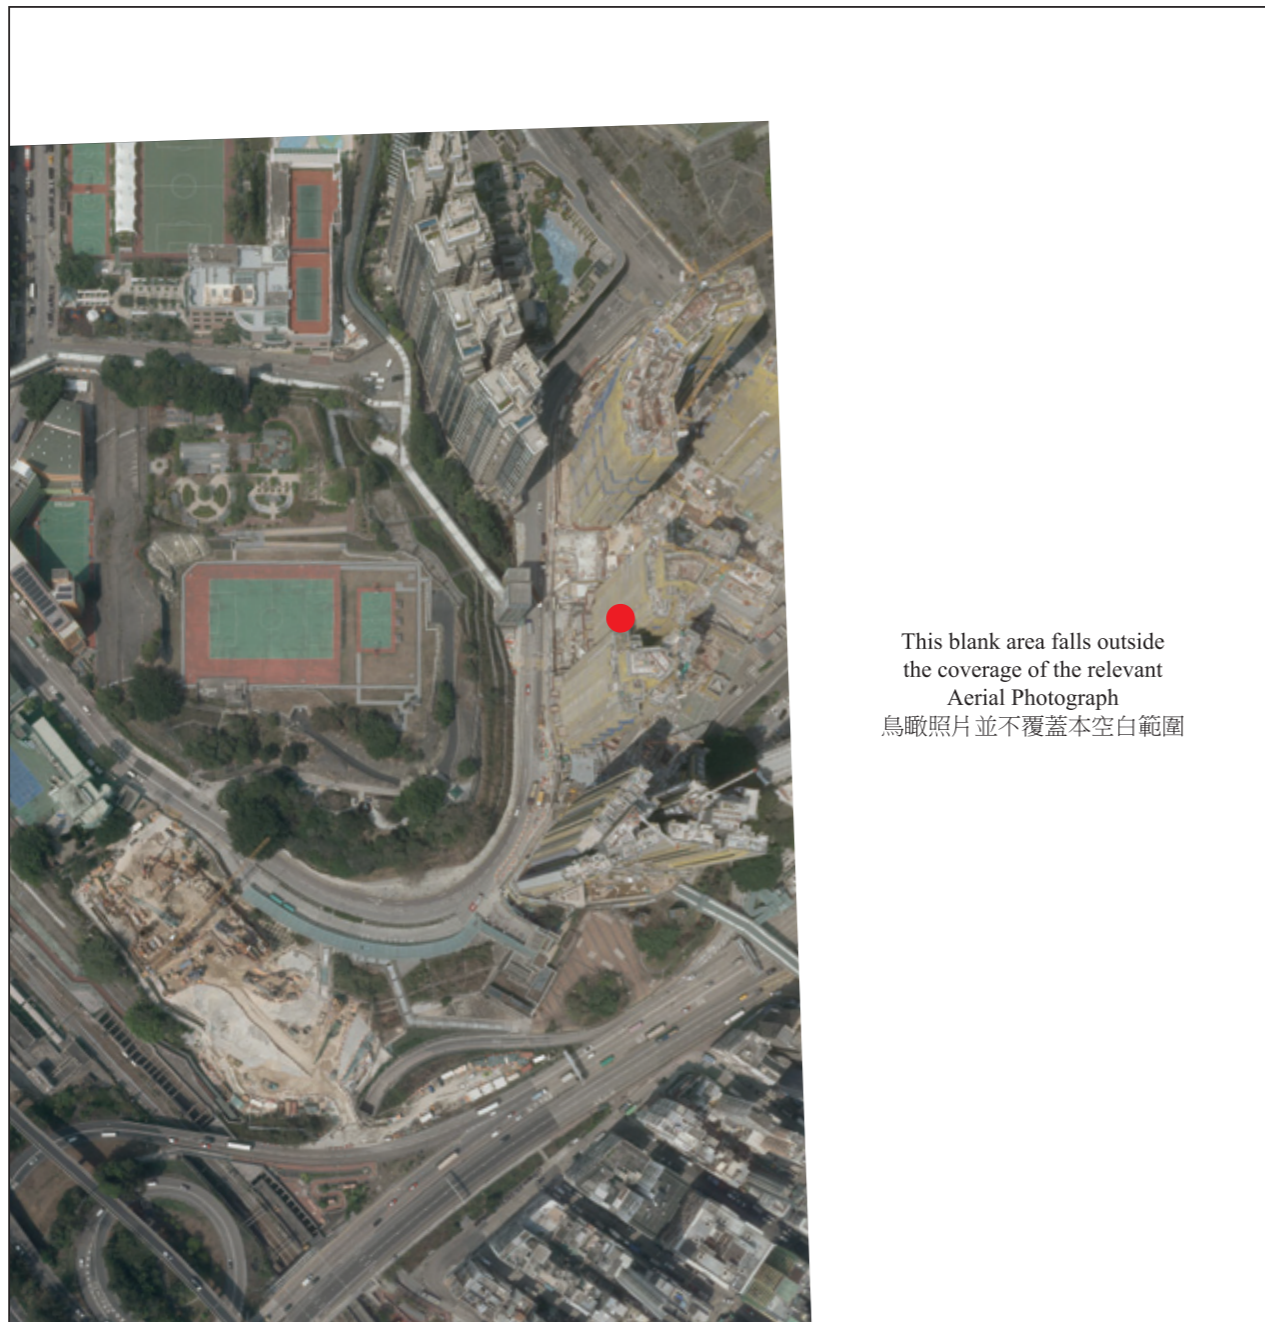 This blank area falls outside
the coverage of the relevant
Aerial Photograph
鳥瞰照片並不覆蓋本空白範圍